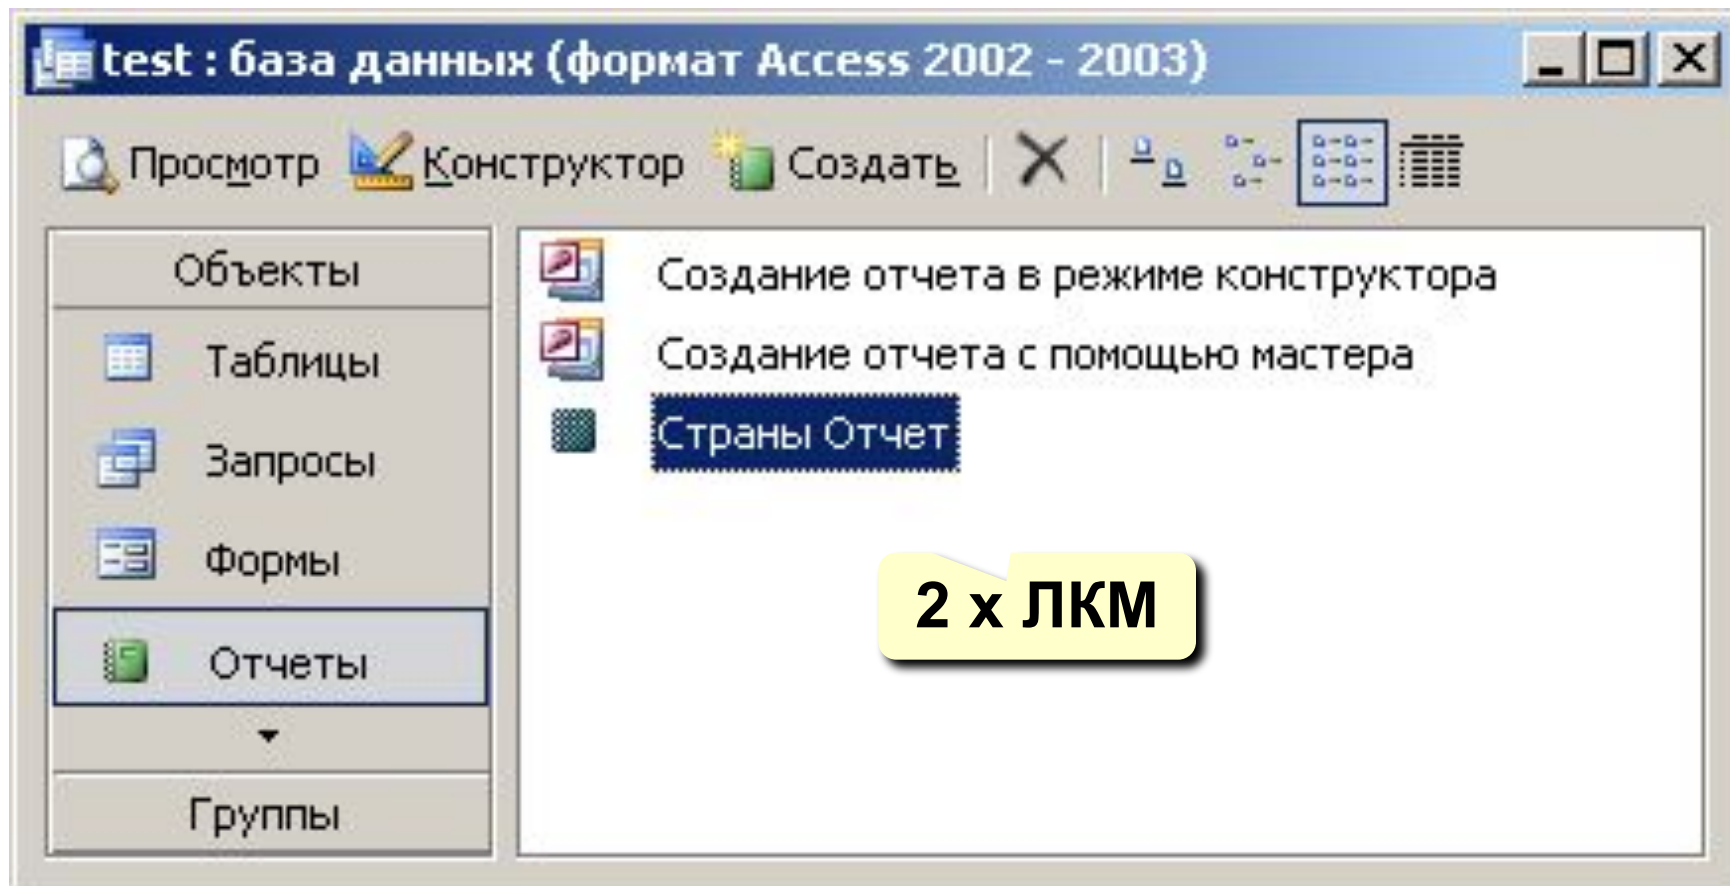 test : база данных (формат Access 2002 - 2003)
Просмотр Конструктор Создать
Объекты
Таблицы
Запросы
Формы
Отчеты
Группы
Создание отчета в режиме конструктора
Создание отчета с помощью мастера
Страны Отчет
2 x ЛКМ